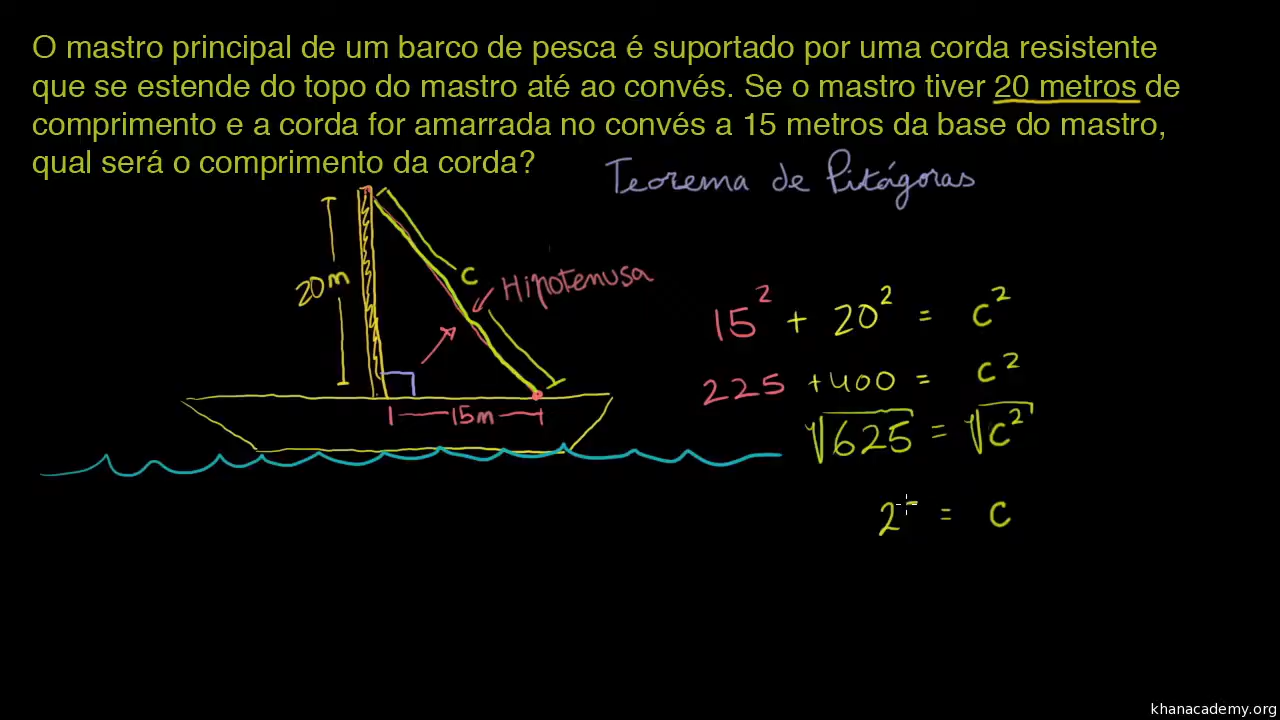 O mastro principal de um barco de pesca é suportado por uma corda resistente
que se estende do topo do mastro até ao convés. Se o mastro tiver 20 metros de
comprimento e a corda for amarrada no convés a 15 metros da base do mastro,
qual será o comprimento da corda?
Teorema de Pitágoras
20m
c
Hipotenusa
15m
15² + 20² = c²
225 + 400 = c²
√625 = √c²
2 = c
khanacademy.org